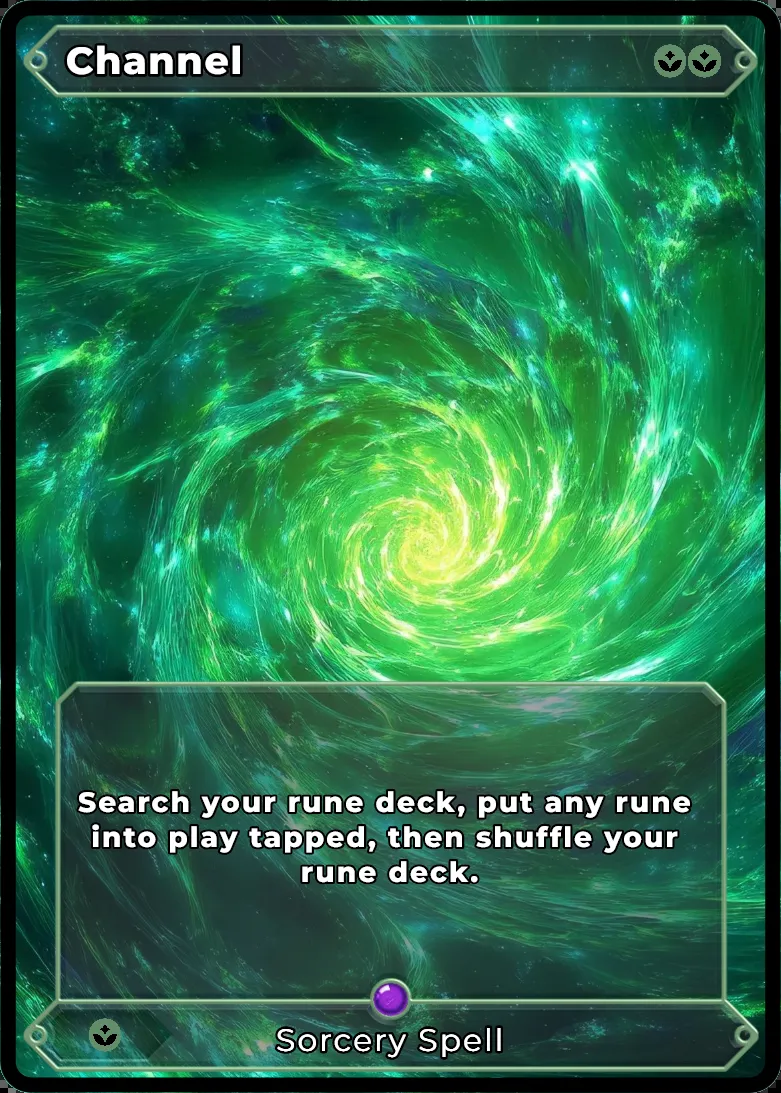 Channel
Search your rune deck, put any rune
into play tapped, then shuffle your
rune deck.
Sorcery Spell